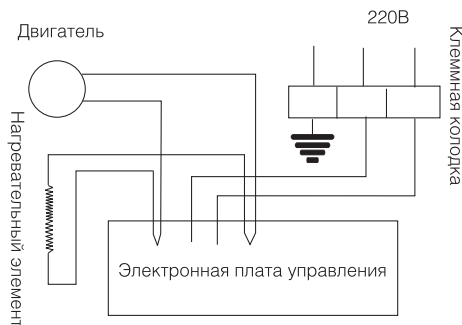 Двигатель
220В
Клеммная колодка
Нагревательный элемент
Электронная плата управления